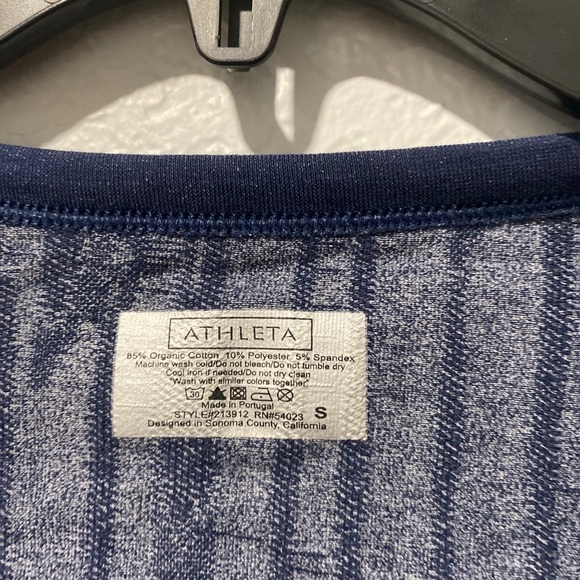 ATHLETA
85% Organic Cotton, 10% Polyester, 5% Spandex
Machine wash cold/Do not bleach/Do not tumble dry
Cool iron if needed/Do not dry clean
"Wash with similar colors together"
30
Made in Portugal
STYLE#213912 RN#54023 S
Designed in Sonoma County, California